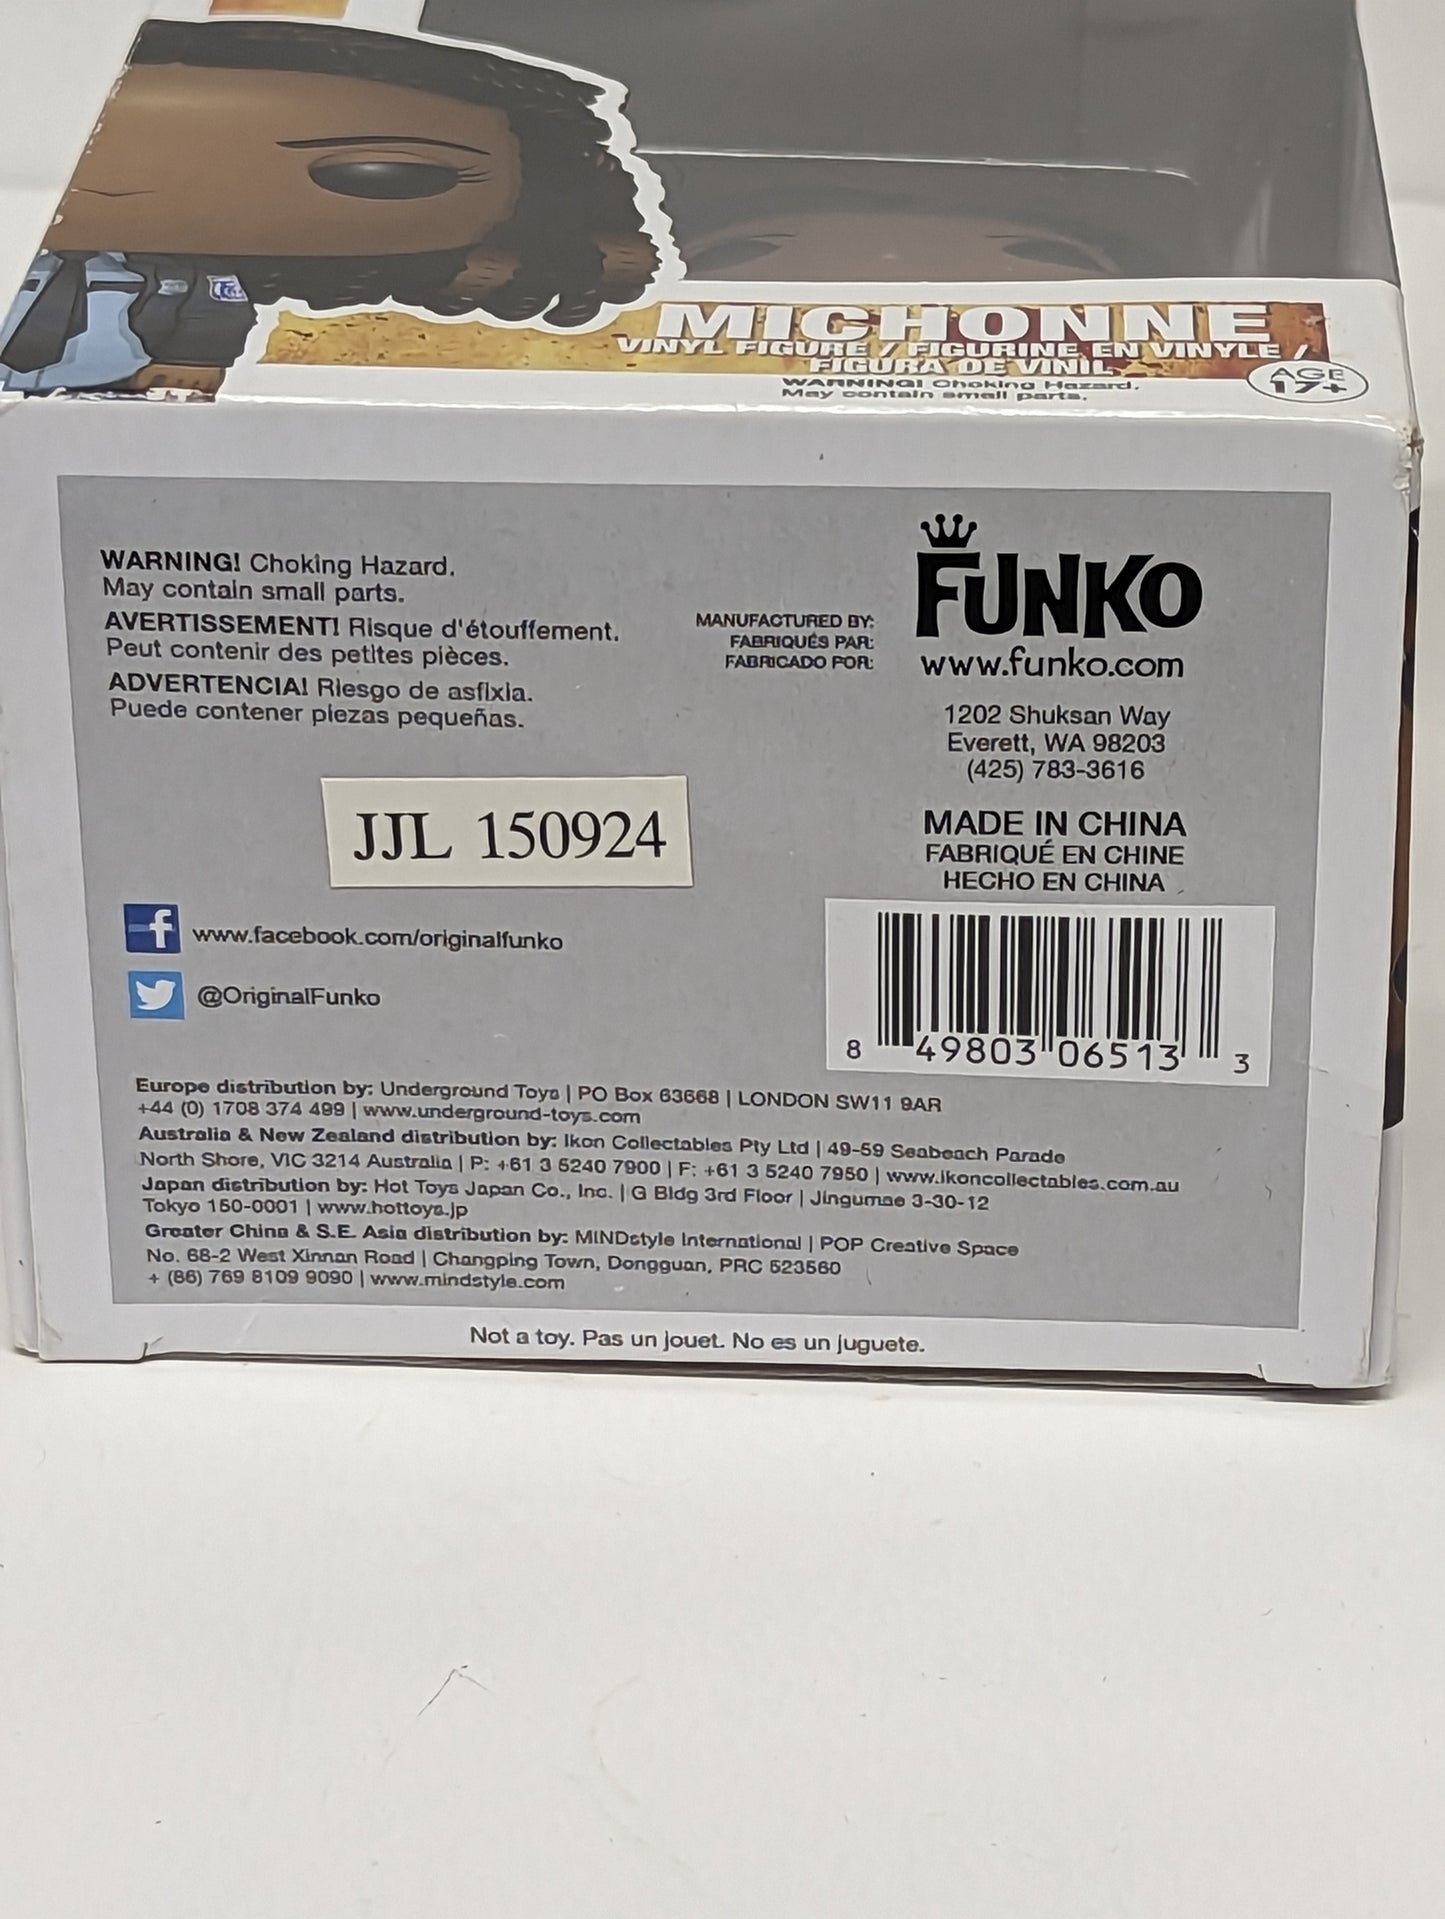 MICHONNE
VINYL FIGURE / FIGURINE EN VINYLE /
FIGURA DE VINIL
WARNING! Choking Hazard.
May contain small parts.
AGE
17+
WARNING! Choking Hazard.
May contain small parts.
AVERTISSEMENT! Risque d'étouffement.
Peut contenir des petites pièces.
ADVERTENCIA! Riesgo de asfixia.
Puede contener piezas pequeñas.
MANUFACTURED BY:
FABRIQUÉS PAR:
FABRICADO POR:
FUNKO
www.funko.com
1202 Shuksan Way
Everett, WA 98203
(425) 783-3616
MADE IN CHINA
FABRIQUÉ EN CHINE
HECHO EN CHINA
JJL 150924
www.facebook.com/originalfunko
@OriginalFunko
8 49803 06513 3
Europe distribution by: Underground Toys | PO Box 63668 | LONDON SW11 9AR
+44 (0) 1708 374 499 | www.underground-toys.com
Australia & New Zealand distribution by: Ikon Collectables Pty Ltd | 49-59 Seabeach Parade
North Shore, VIC 3214 Australia | P: +61 3 5240 7900 | F: +61 3 5240 7950 | www.ikoncollectables.com.au
Japan distribution by: Hot Toys Japan Co., Inc. | G Bldg 3rd Floor | Jingumae 3-30-12
Tokyo 150-0001 | www.hottoys.jp
Greater China & S.E. Asia distribution by: MINDstyle International | POP Creative Space
No. 68-2 West Xinnan Road | Changping Town, Dongguan, PRC 523560
+ (86) 769 8109 9090 | www.mindstyle.com
Not a toy. Pas un jouet. No es un juguete.